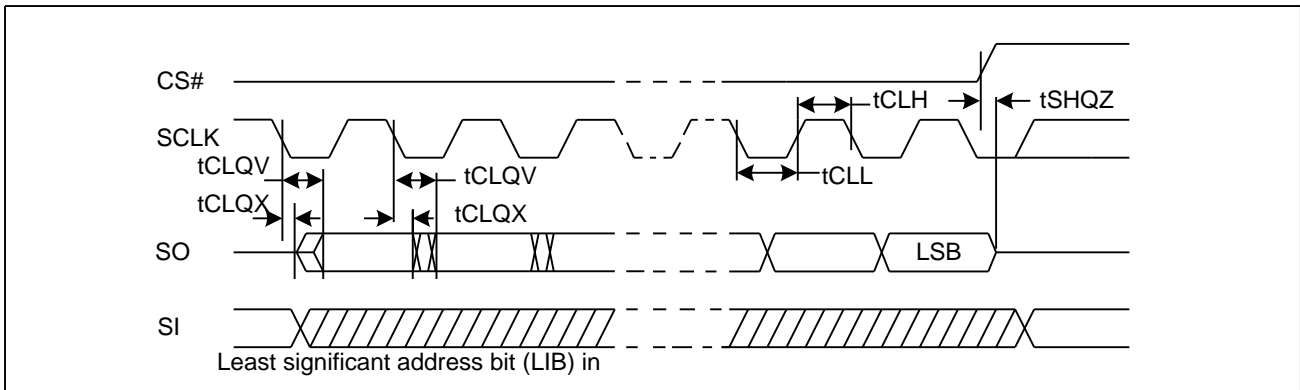 CS#
tCLH
tSHQZ
SCLK
tCLQV
tCLQV
tCLL
tCLQX
tCLQX
SO
LSB
SI
Least significant address bit (LIB) in